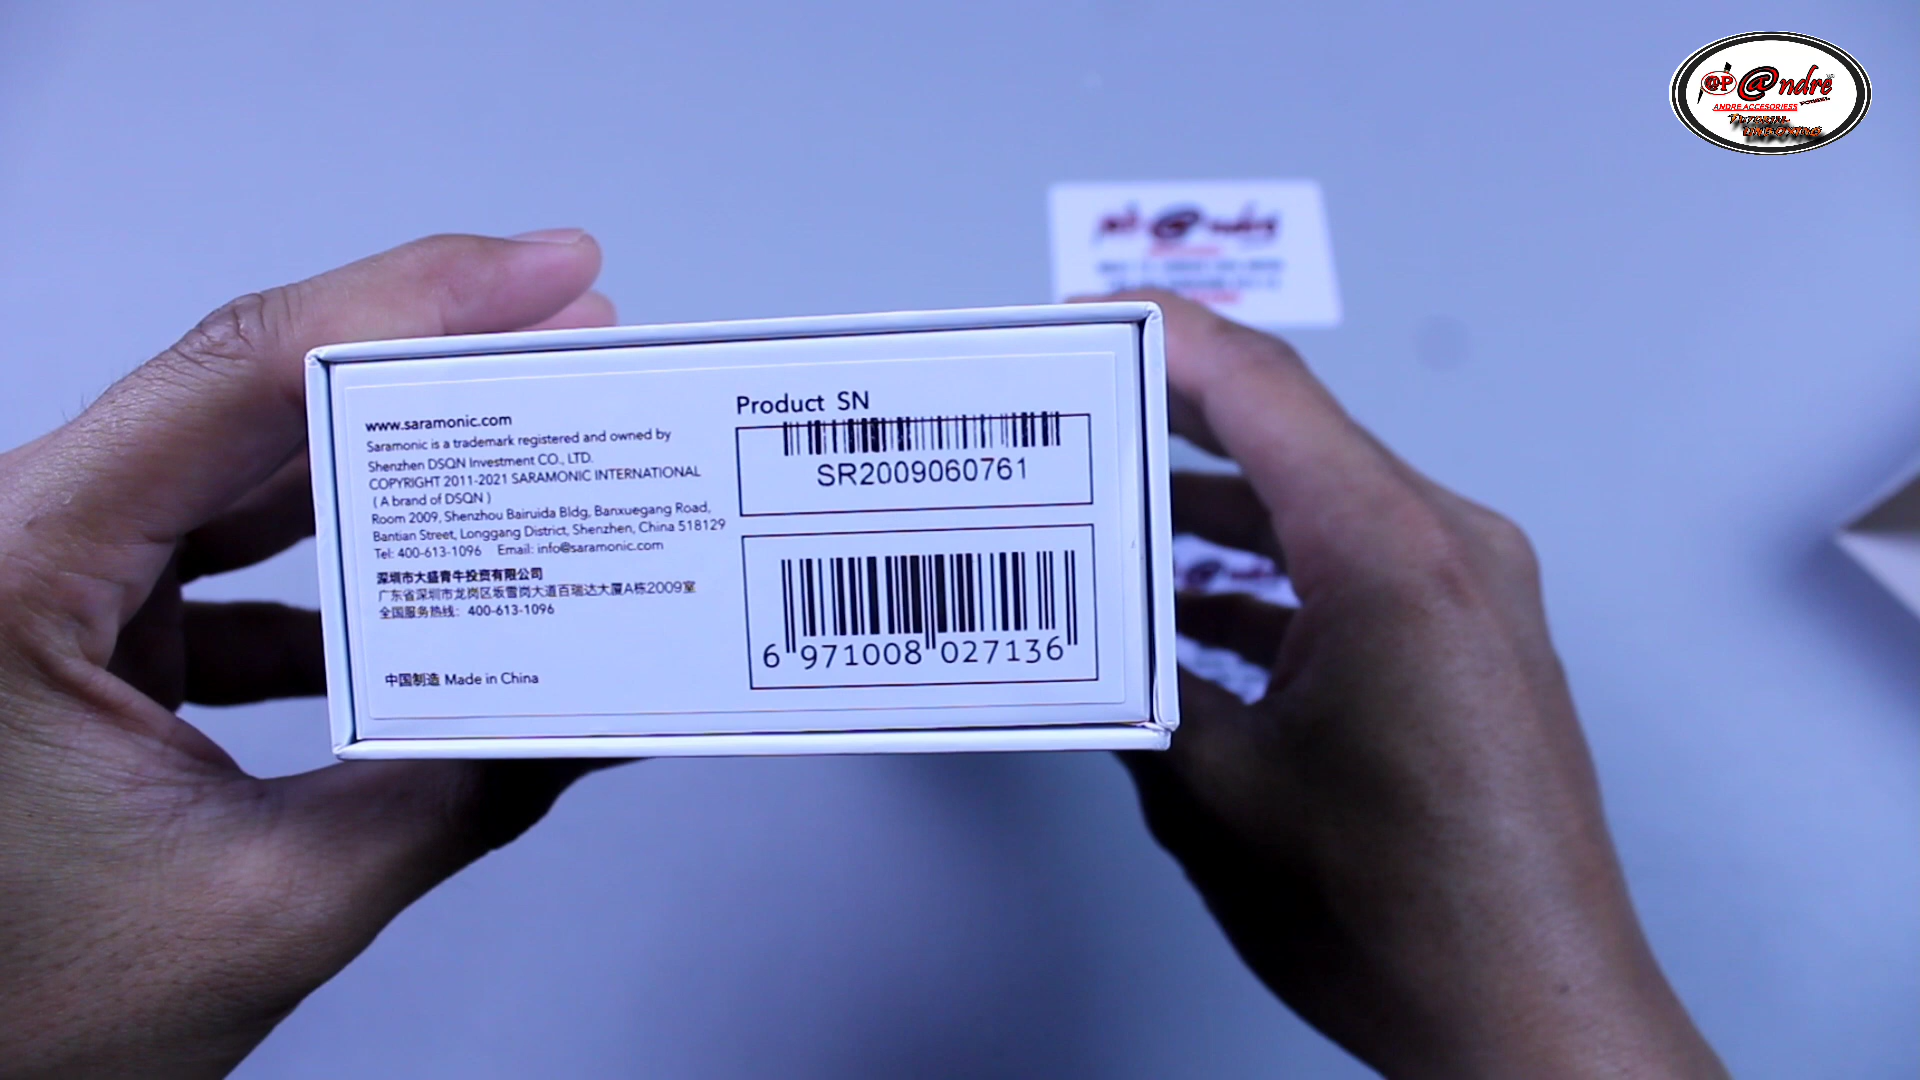 @P @ndre
ANDRE ACCESORIESS
TUTORIAL
UNBOXING
www.saramonic.com
Saramonic is a trademark registered and owned by
Shenzhen DSQN Investment CO., LTD.
COPYRIGHT 2011-2021 SARAMONIC INTERNATIONAL
( A brand of DSQN )
Room 2009, Shenzhou Bairuida Bldg, Banxuegang Road,
Bantian Street, Longgang District, Shenzhen, China 518129
Tel: 400-613-1096 Email: info@saramonic.com
深圳市大盛青牛投资有限公司
广东省深圳市龙岗区坂雪岗大道百瑞达大厦A栋2009室
全国服务热线: 400-613-1096
中国制造 Made in China
Product SN
SR2009060761
6 971008 027136